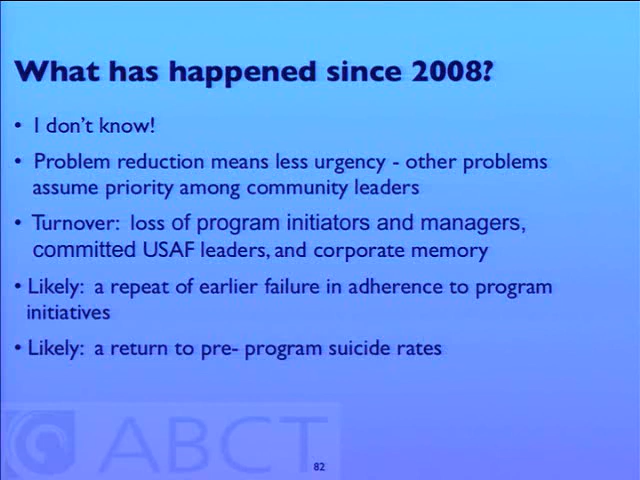 What has happened since 2008?
• I don't know!
• Problem reduction means less urgency - other problems
assume priority among community leaders
• Turnover: loss of program initiators and managers,
committed USAF leaders, and corporate memory
• Likely: a repeat of earlier failure in adherence to program
initiatives
• Likely: a return to pre- program suicide rates
ABCT
82